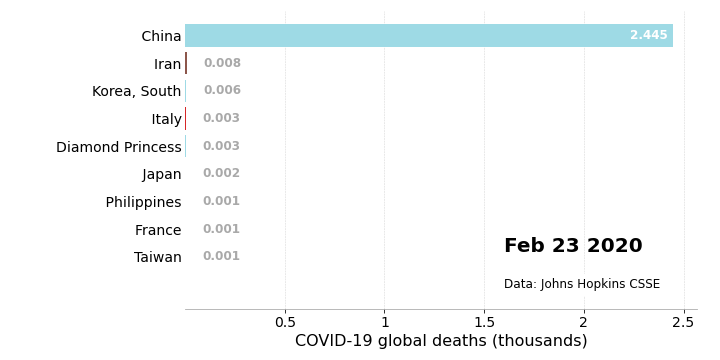 China 2.445
Iran 0.008
Korea, South 0.006
Italy 0.003
Diamond Princess 0.003
Japan 0.002
Philippines 0.001
France 0.001
Taiwan 0.001
Feb 23 2020
Data: Johns Hopkins CSSE
0.5 1 1.5 2 2.5
COVID-19 global deaths (thousands)